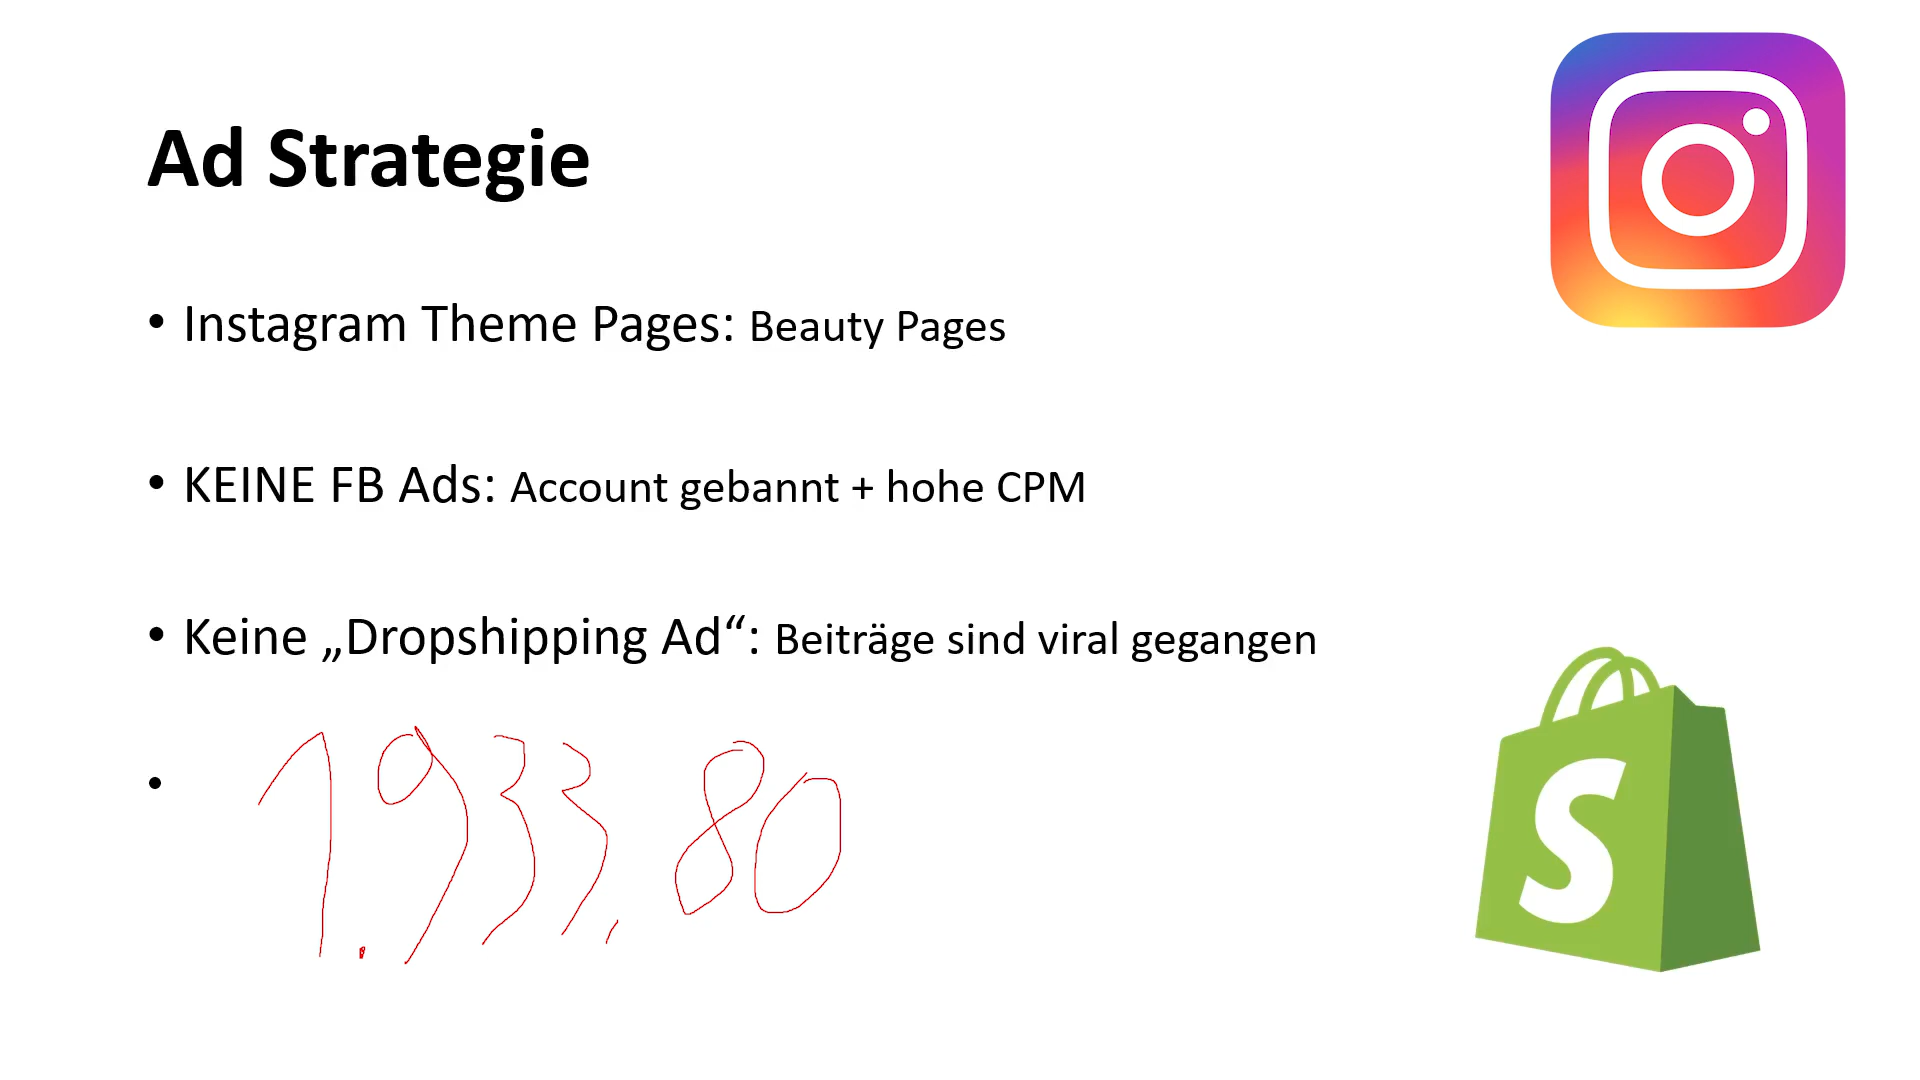 Ad Strategie
• Instagram Theme Pages: Beauty Pages
• KEINE FB Ads: Account gebannt + hohe CPM
• Keine „Dropshipping Ad“: Beiträge sind viral gegangen
• 1.933,80